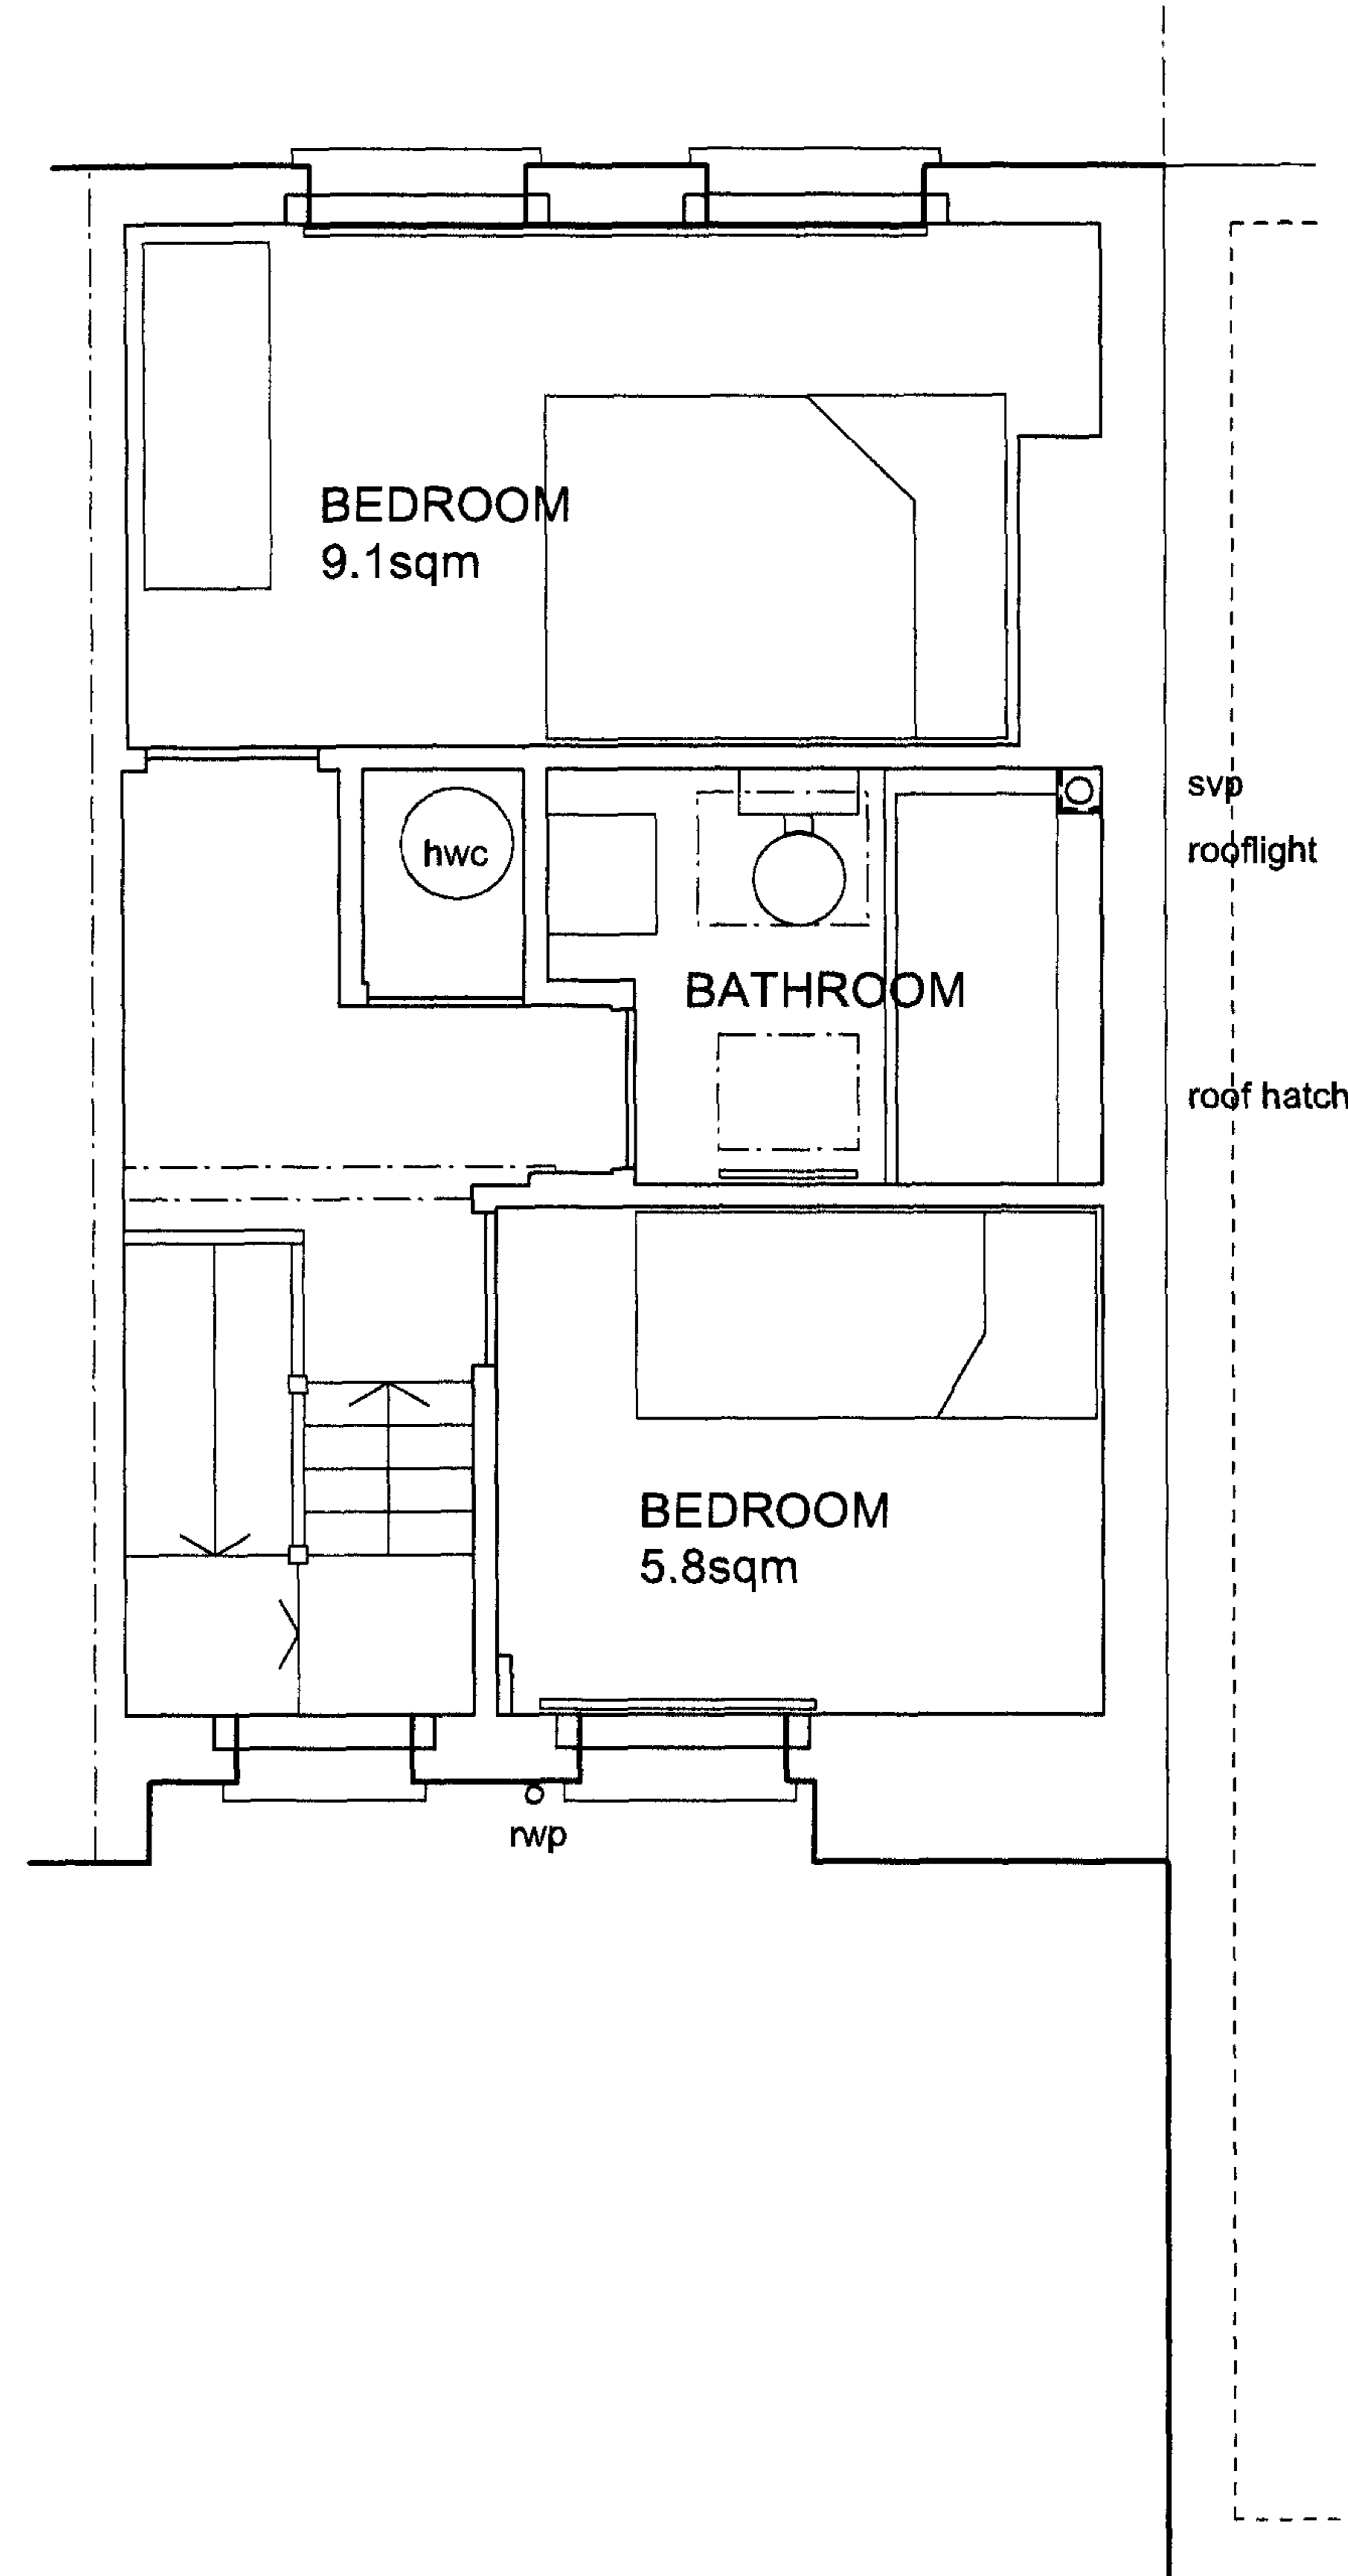 BEDROOM
9.1sqm
svp
hwc
rooflight
BATHROOM
roof hatch
BEDROOM
5.8sqm
rwp